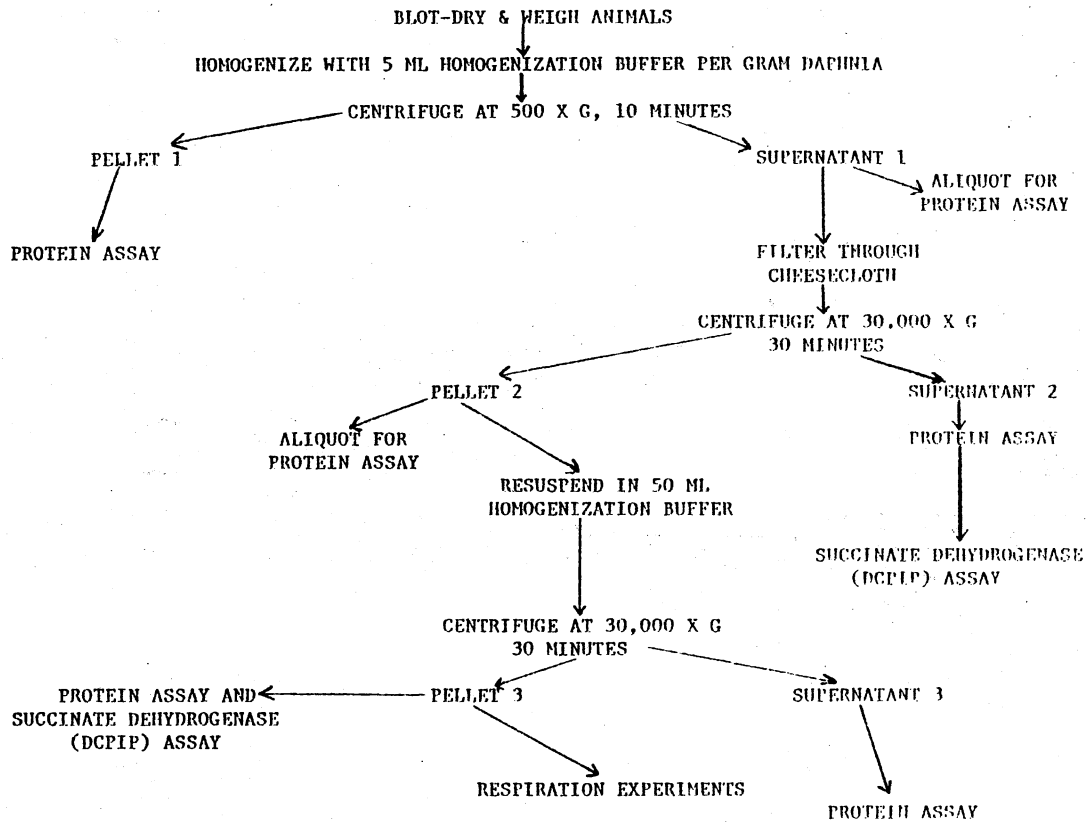 BLOT-DRY & WEIGH ANIMALS
HOMOGENIZE WITH 5 ML HOMOGENIZATION BUFFER PER GRAM DAPHNIA
CENTRIFUGE AT 500 X G, 10 MINUTES
PELLET 1
SUPERNATANT 1
ALIQUOT FOR
PROTEIN ASSAY
PROTEIN ASSAY
FILTER THROUGH
CHEESECLOTH
CENTRIFUGE AT 30,000 X G
30 MINUTES
PELLET 2
SUPERNATANT 2
ALIQUOT FOR
PROTEIN ASSAY
PROTEIN ASSAY
RESUSPEND IN 50 ML
HOMOGENIZATION BUFFER
SUCCINATE DEHYDROGENASE
(DCPIP) ASSAY
CENTRIFUGE AT 30,000 X G
30 MINUTES
PROTEIN ASSAY AND
SUCCINATE DEHYDROGENASE
(DCPIP) ASSAY
PELLET 3
SUPERNATANT 3
RESPIRATION EXPERIMENTS
PROTEIN ASSAY